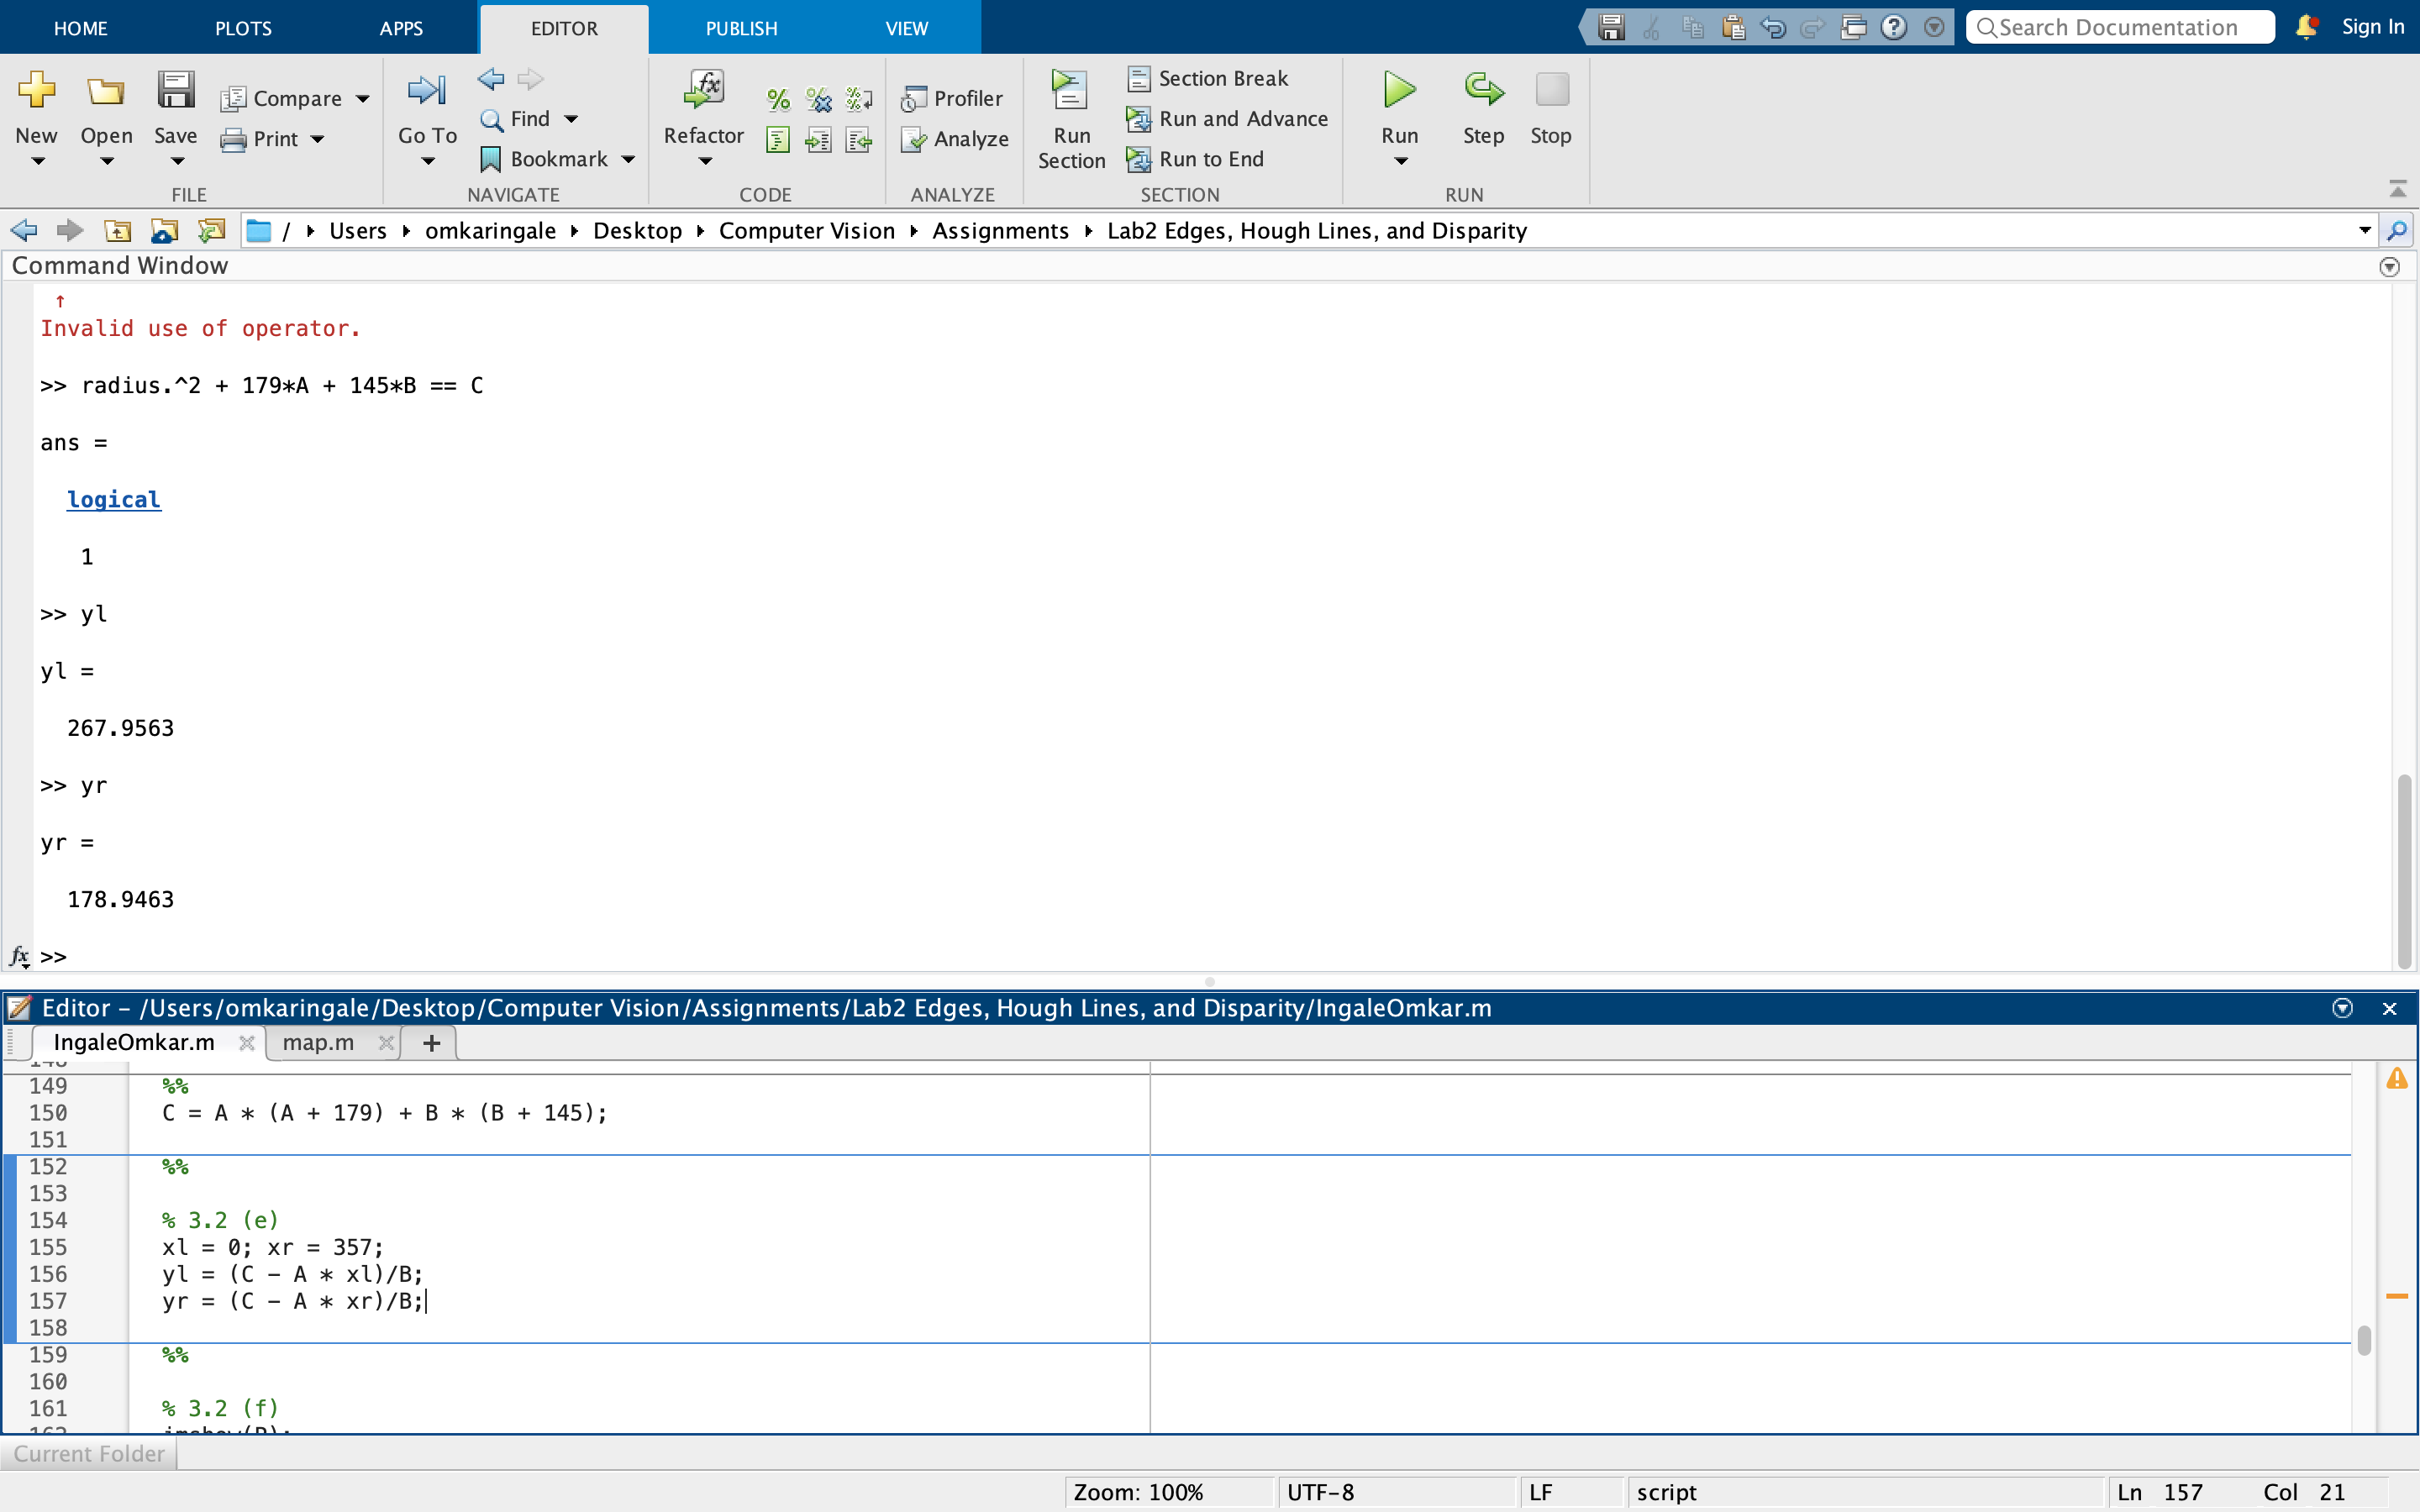 HOME PLOTS APPS EDITOR PUBLISH VIEW Search Documentation Sign In
New Open Save Compare Print Go To Find Bookmark Refactor Profiler Analyze Run Section Section Break Run and Advance Run to End Run Step Stop
FILE NAVIGATE CODE ANALYZE SECTION RUN
/ Users omkaringale Desktop Computer Vision Assignments Lab2 Edges, Hough Lines, and Disparity
Command Window
↑
Invalid use of operator.
>> radius.^2 + 179*A + 145*B == C
ans =
logical
1
>> yl
yl =
267.9563
>> yr
yr =
178.9463
fx >>
Editor – /Users/omkaringale/Desktop/Computer Vision/Assignments/Lab2 Edges, Hough Lines, and Disparity/IngaleOmkar.m
IngaleOmkar.m map.m +
149 %%
150 C = A * (A + 179) + B * (B + 145);
151
152 %%
153
154 % 3.2 (e)
155 xl = 0; xr = 357;
156 yl = (C - A * xl)/B;
157 yr = (C - A * xr)/B;
158
159 %%
160
161 % 3.2 (f)
Current Folder
Zoom: 100% UTF-8 LF script Ln 157 Col 21